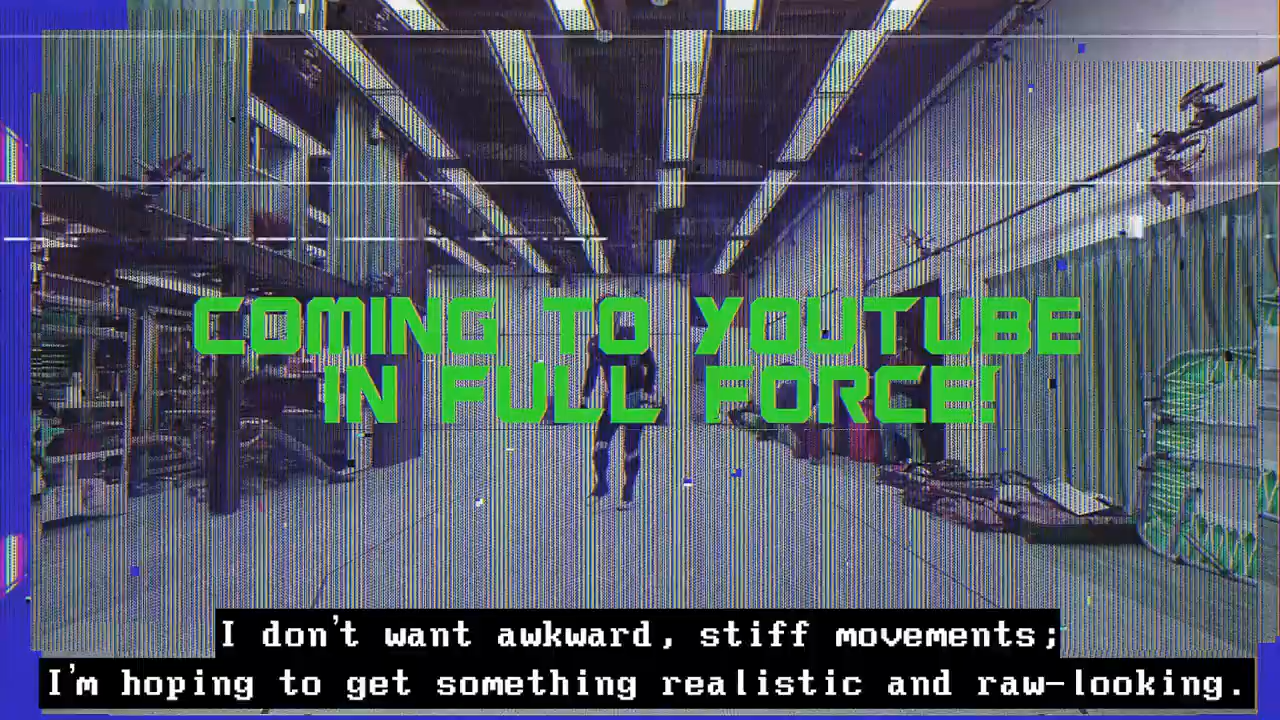 COMING TO YOUTUBE
IN FULL FORCE!
I don't want awkward, stiff movements;
I'm hoping to get something realistic and raw-looking.